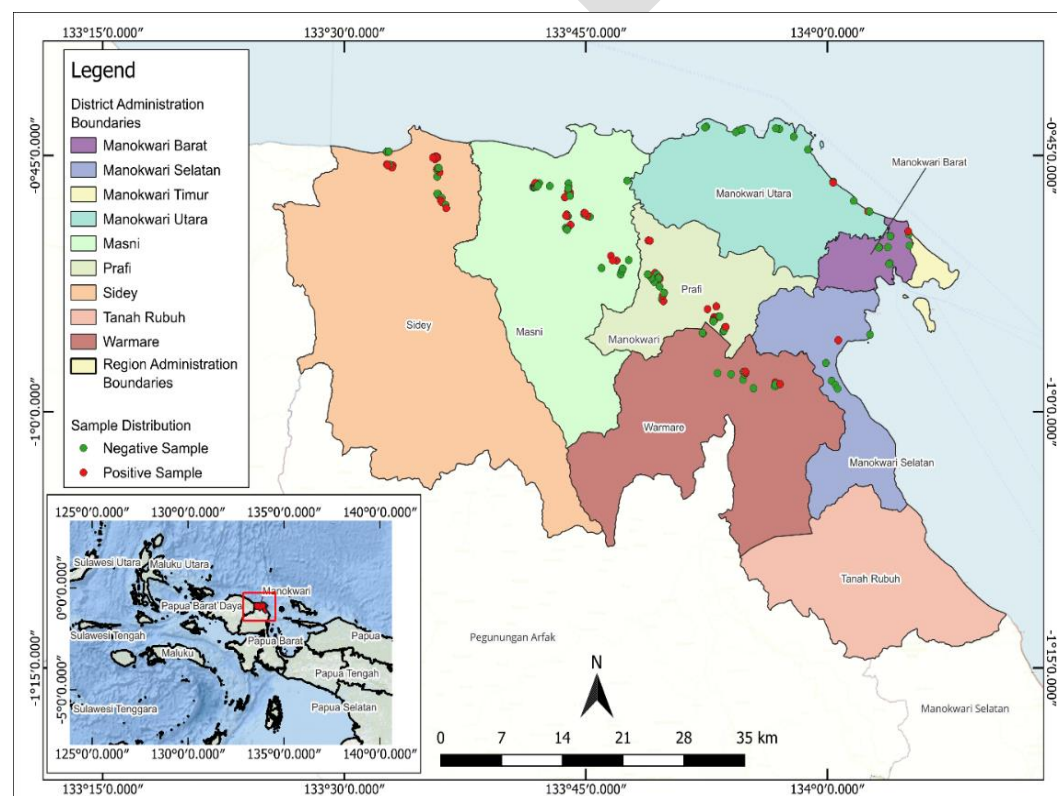 133°15'0.000" 133°30'0.000" 133°45'0.000" 134°0'0.000"
Legend
District Administration
Boundaries
Manokwari Barat
Manokwari Selatan
Manokwari Timur
Manokwari Utara
Masni
Prafi
Sidey
Tanah Rubuh
Warmare
Region Administration
Boundaries
Sample Distribution
Negative Sample
Positive Sample
-0°45'0.000"
-1°0'0.000"
-1°15'0.000"
Manokwari Barat
Manokwari Utara
Prafi
Sidey
Masni
Manokwari
Warmare
Manokwari Selatan
Tanah Rubuh
Pegunungan Arfak
Manokwari Selatan
-0°45'0.000"
-1°0'0.000"
-1°15'0.000"
125°0'0.000" 130°0'0.000" 135°0'0.000" 140°0'0.000"
0°0'0.000"
-5°0'0.000"
Sulawesi Utara
Maluku Utara
Manokwari
Papua Barat Daya
Sulawesi Tengah
Papua Barat
Papua
Maluku
Papua Tengah
Sulawesi Tenggara
Papua Selatan
0°0'0.000"
-5°0'0.000"
125°0'0.000" 130°0'0.000" 135°0'0.000" 140°0'0.000"
N
0 7 14 21 28 35 km
133°15'0.000" 133°30'0.000" 133°45'0.000" 134°0'0.000"